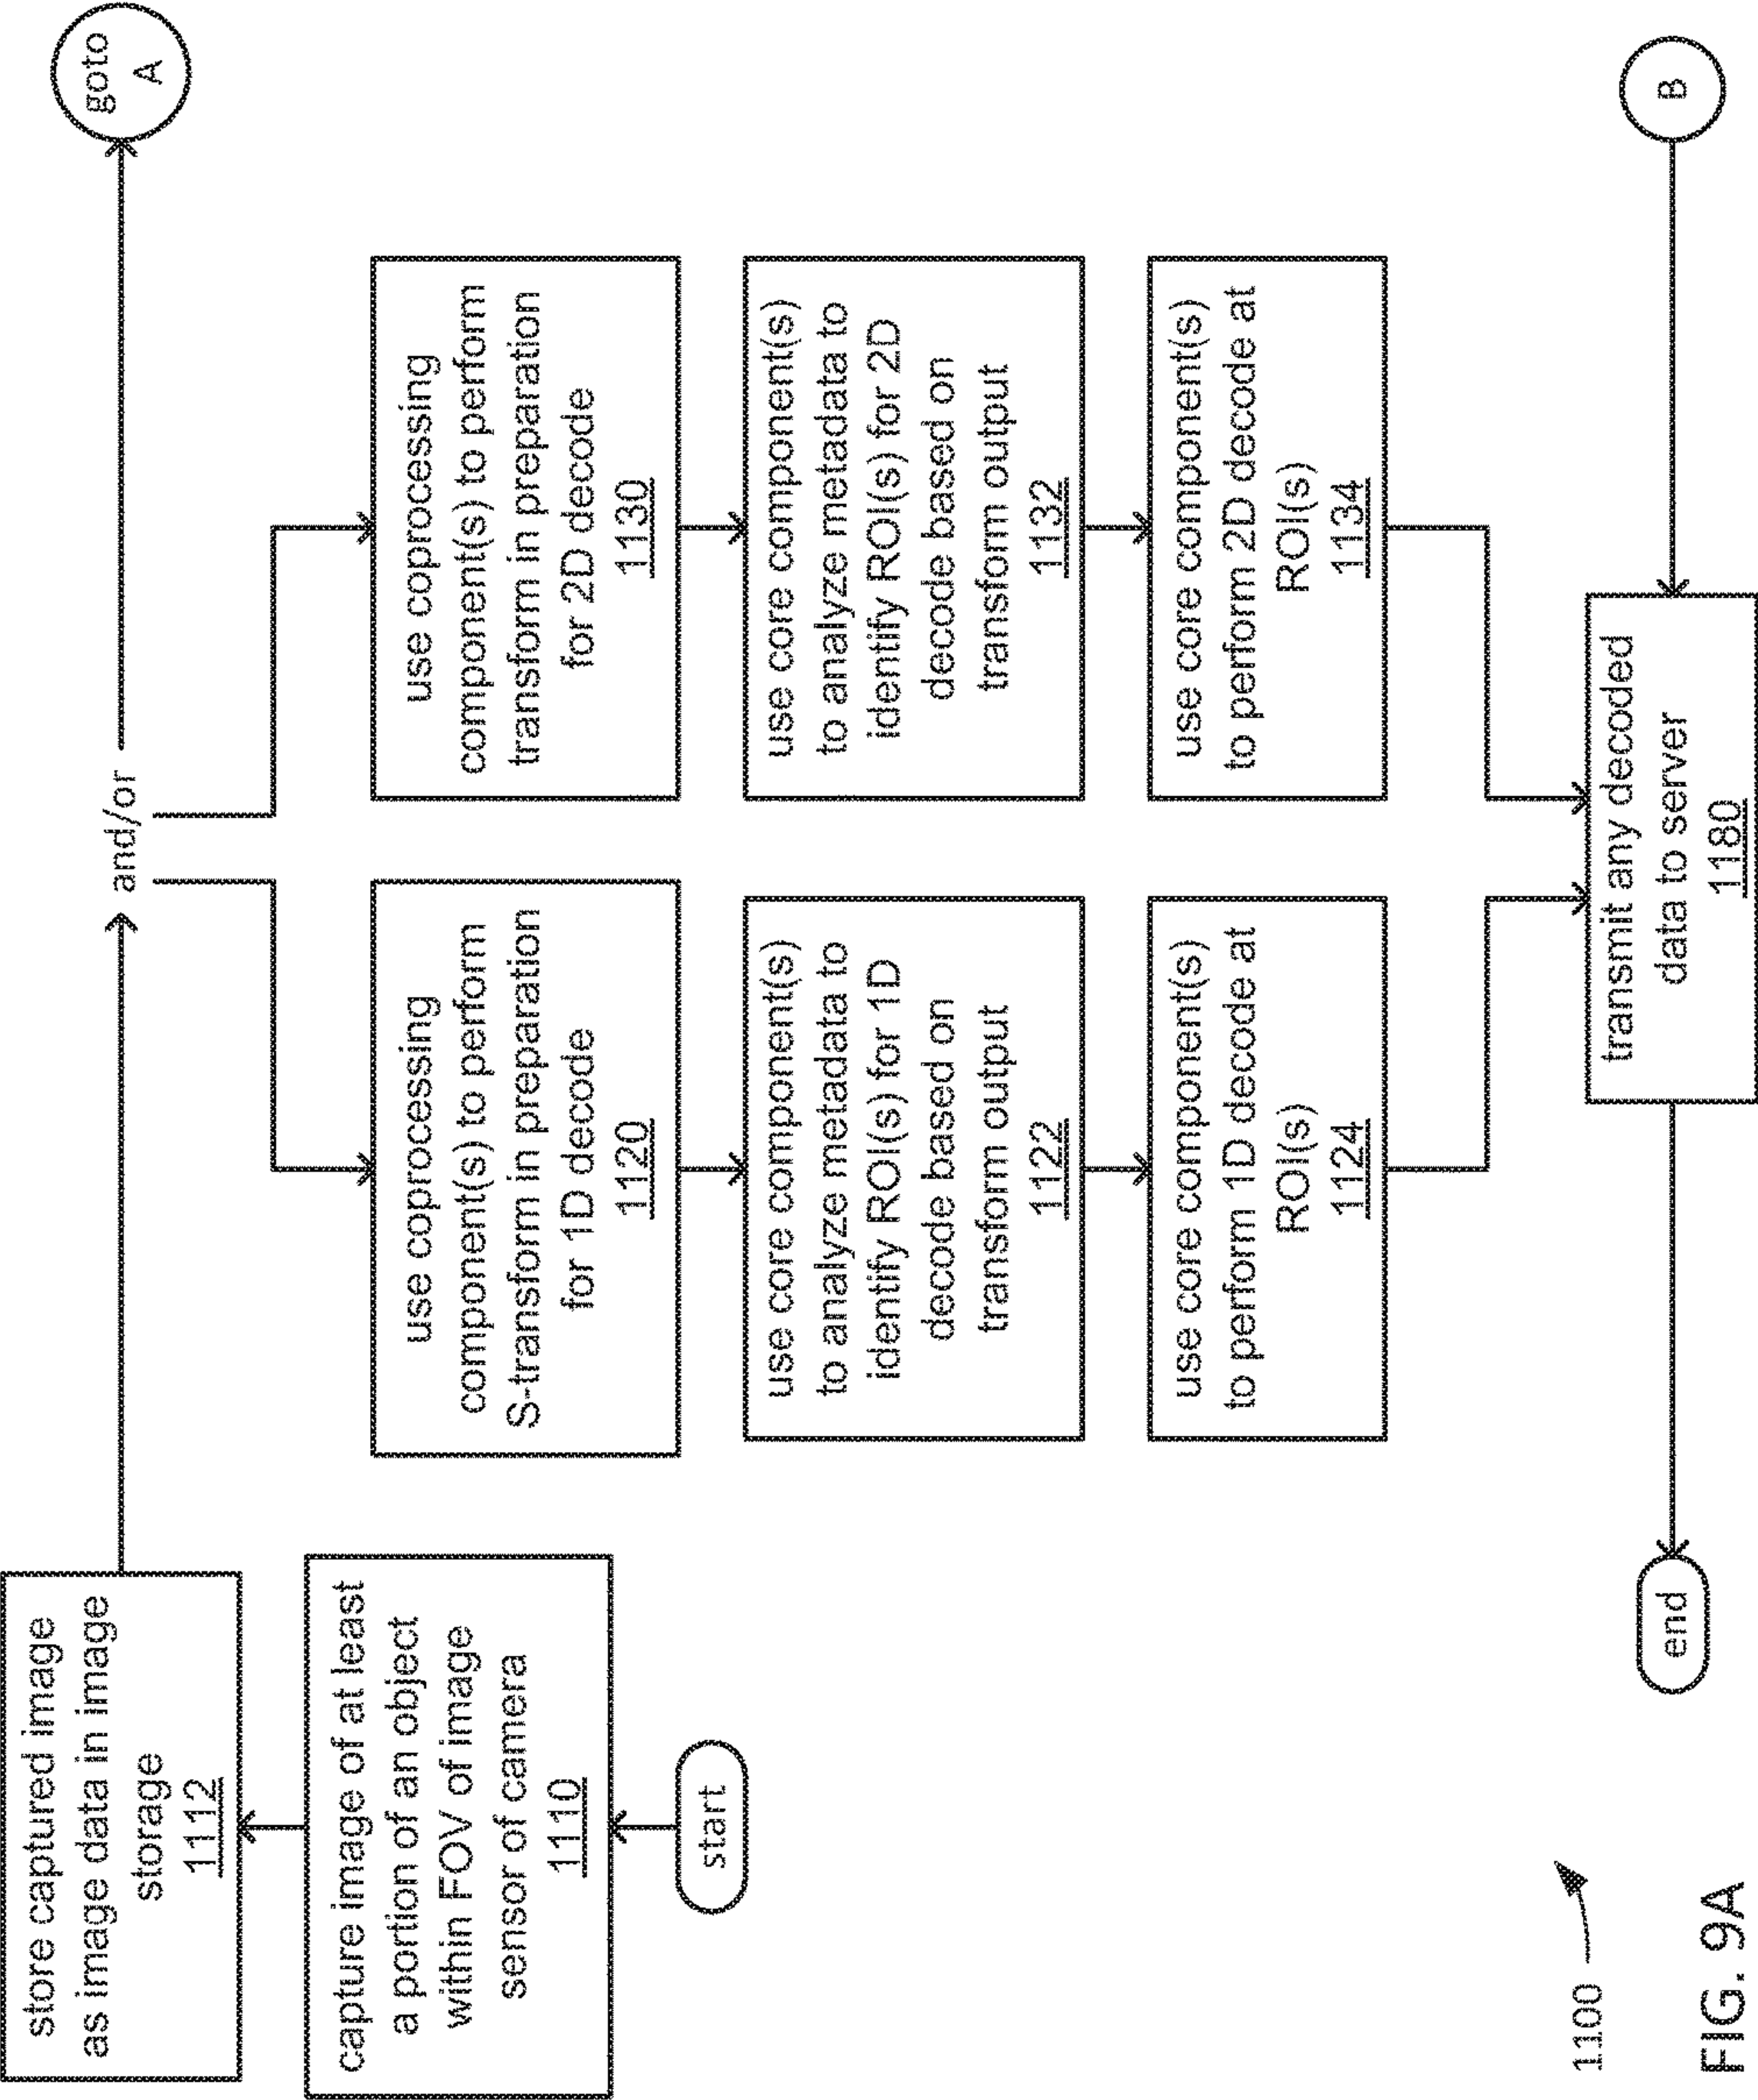 store captured image
as image data in image
storage
1112
capture image of at least
a portion of an object
within FOV of image
sensor of camera
1110
start
and/or
goto
A
use coprocessing
component(s) to perform
S-transform in preparation
for 1D decode
1120
use core component(s)
to analyze metadata to
identify ROI(s) for 1D
decode based on
transform output
1122
use core component(s)
to perform 1D decode at
ROI(s)
1124
use coprocessing
component(s) to perform
transform in preparation
for 2D decode
1130
use core component(s)
to analyze metadata to
identify ROI(s) for 2D
decode based on
transform output
1132
use core component(s)
to perform 2D decode at
ROI(s)
1134
transmit any decoded
data to server
1180
B
end
1100
FIG. 9A